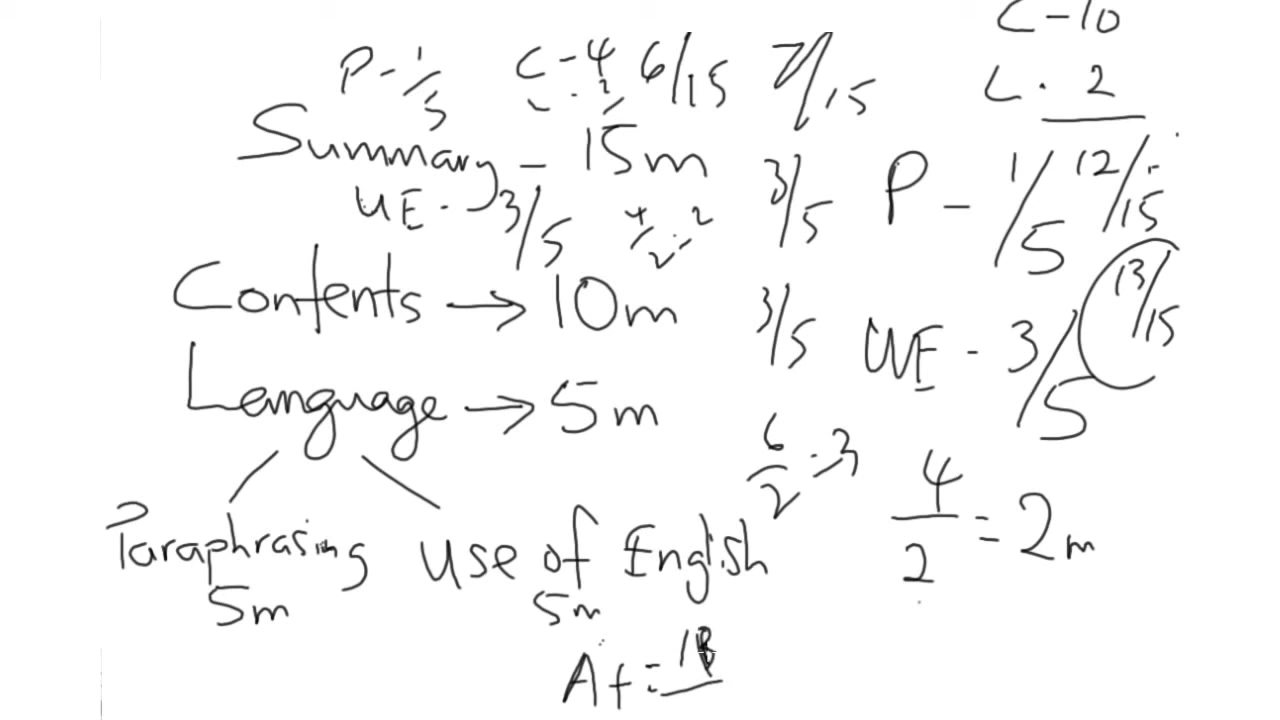 C - 10
P - 1/5 C - 4 6/15 7/15 L . 2
Summary - 15m
UE - 3/5 4/2 = 2 3/5 P - 1/5 12/15
Contents → 10m 13/15
3/5 UE - 3/5
Language → 5m
6/2 = 3 4/2 = 2m
Paraphrasing Use of English
5m 5m
A+ =